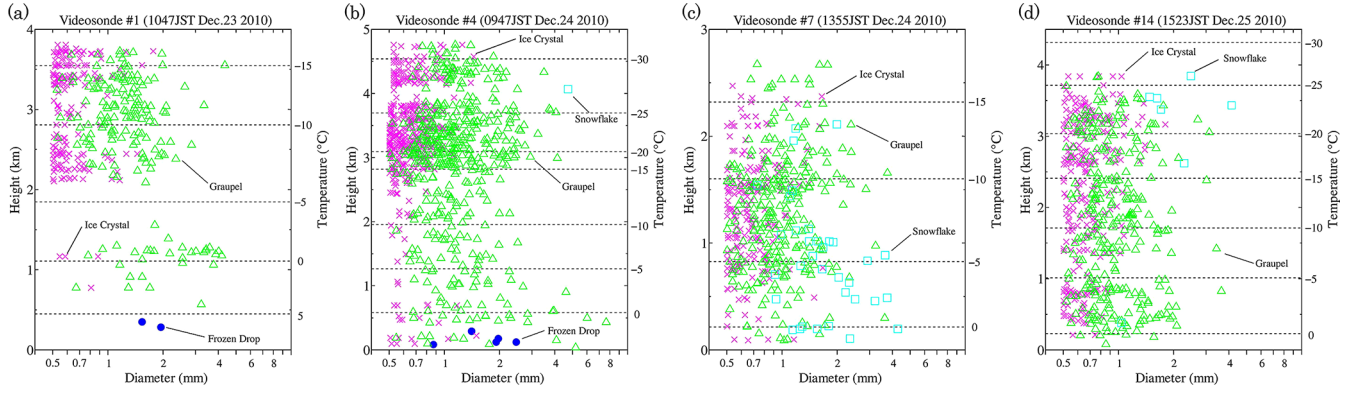 (a) Videosonde #1 (1047JST Dec.23 2010)
4
3
2
1
0
Height (km)
−15
−10
−5
0
5
Temperature (°C)
Graupel
Ice Crystal
Frozen Drop
0.5 0.7 1 2 4 8
Diameter (mm)
(b) Videosonde #4 (0947JST Dec.24 2010)
5
4
3
2
1
0
Height (km)
−30
−25
−20
−15
−10
−5
0
Temperature (°C)
Ice Crystal
Snowflake
Graupel
Frozen Drop
0.5 0.7 1 2 4 8
Diameter (mm)
(c) Videosonde #7 (1355JST Dec.24 2010)
3
2
1
0
Height (km)
−15
−10
−5
0
Temperature (°C)
Ice Crystal
Graupel
Snowflake
0.5 0.7 1 2 4 8
Diameter (mm)
(d) Videosonde #14 (1523JST Dec.25 2010)
4
3
2
1
0
Height (km)
−30
−25
−20
−15
−10
−5
0
Temperature (°C)
Ice Crystal
Snowflake
Graupel
0.5 0.7 1 2 4 8
Diameter (mm)